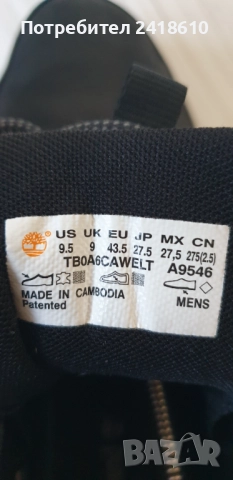 Потребител 2418610
US UK EU JP MX CN
9.5 9 43.5 27.5 27,5 275(2.5)
TB0A6CAWELT A9546
MADE IN CAMBODIA MENS
Patented
BAZAR